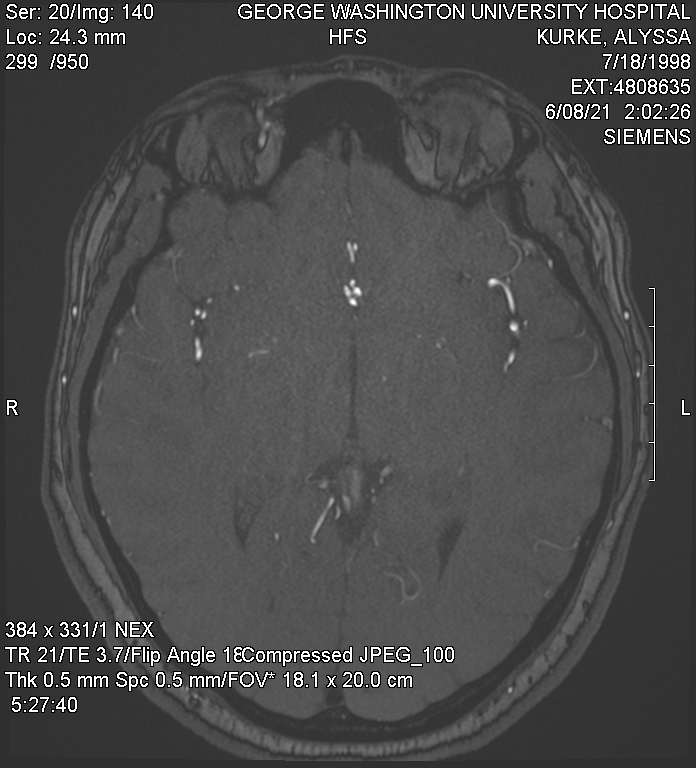 Ser: 20/Img: 140
Loc: 24.3 mm
299 /950
GEORGE WASHINGTON UNIVERSITY HOSPITAL
HFS
KURKE, ALYSSA
7/18/1998
EXT:4808635
6/08/21 2:02:26
SIEMENS
R
L
384 x 331/1 NEX
TR 21/TE 3.7/Flip Angle 18Compressed JPEG_100
Thk 0.5 mm Spc 0.5 mm/FOV* 18.1 x 20.0 cm
5:27:40